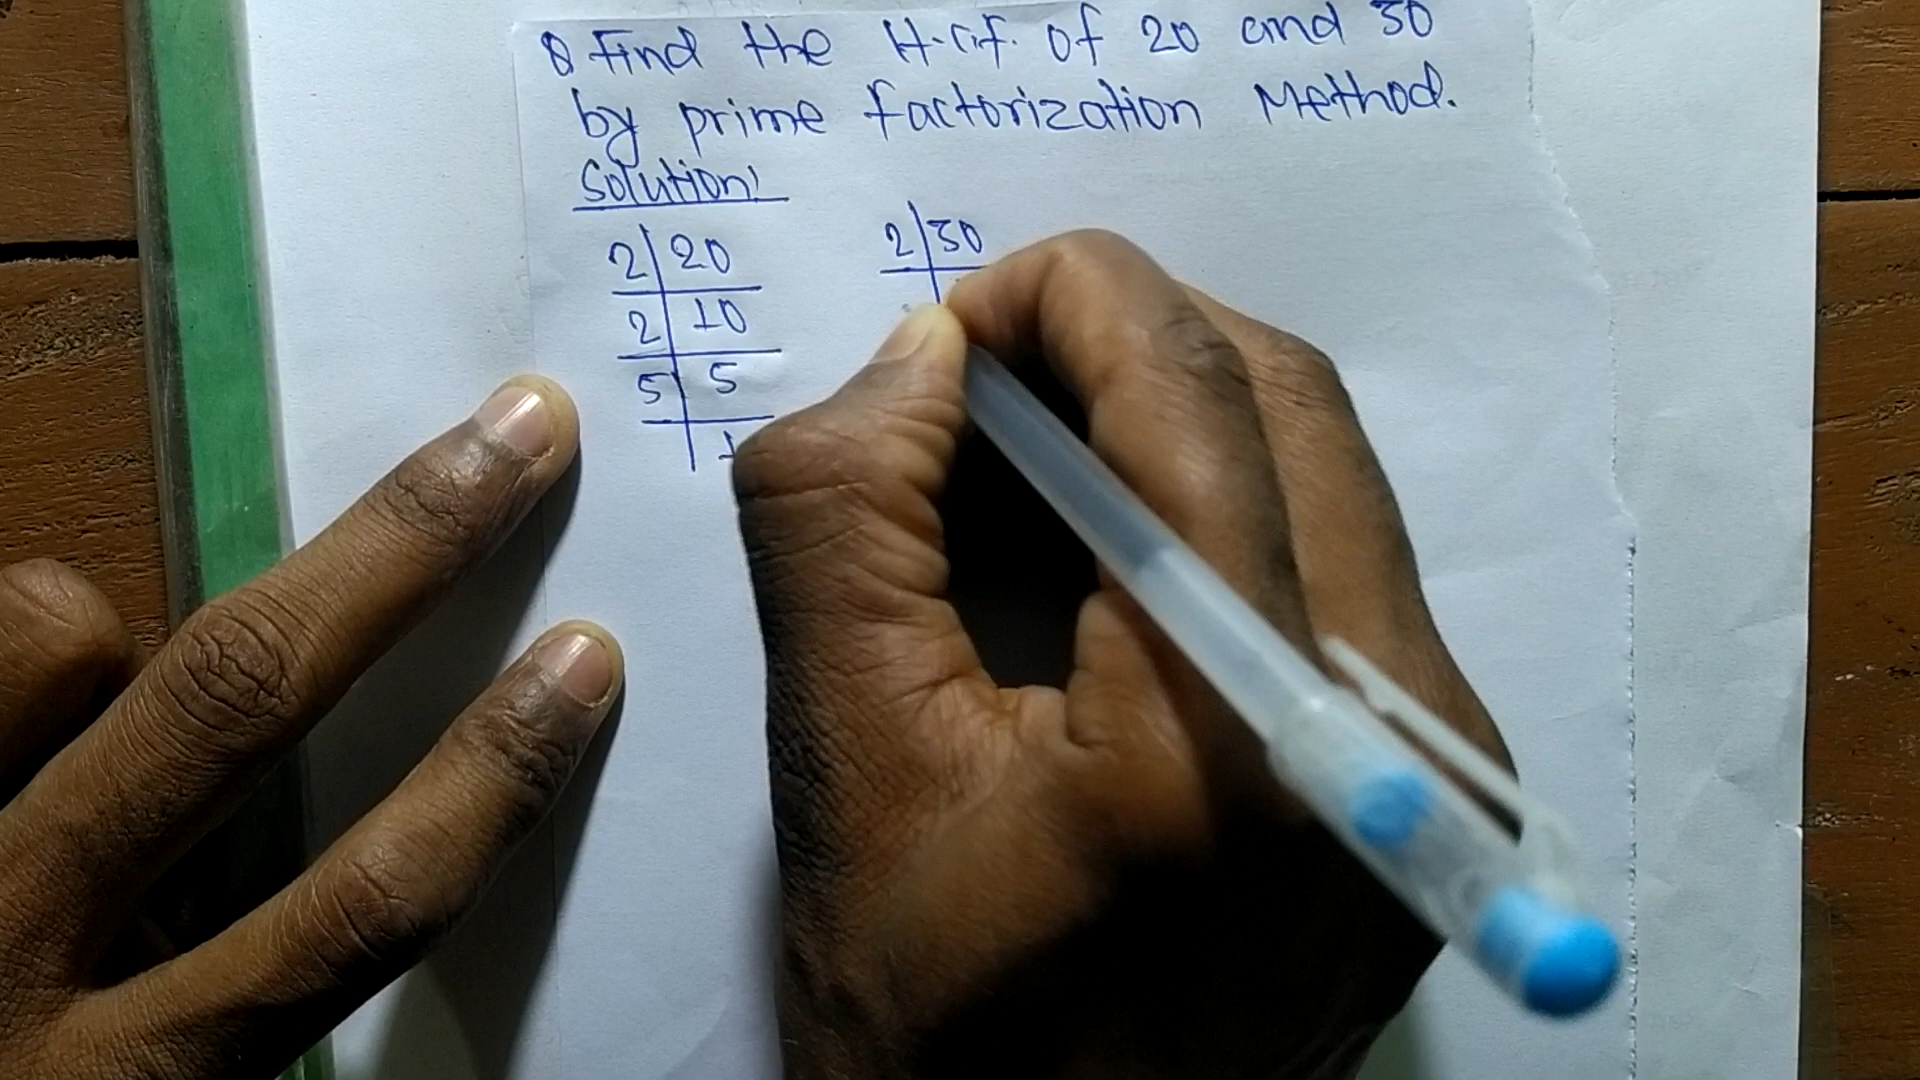 Q Find the H.C.F. of 20 and 30
by prime factorization Method.
Solution:
2 | 20
2 | 10
5 | 5
1
2 | 30